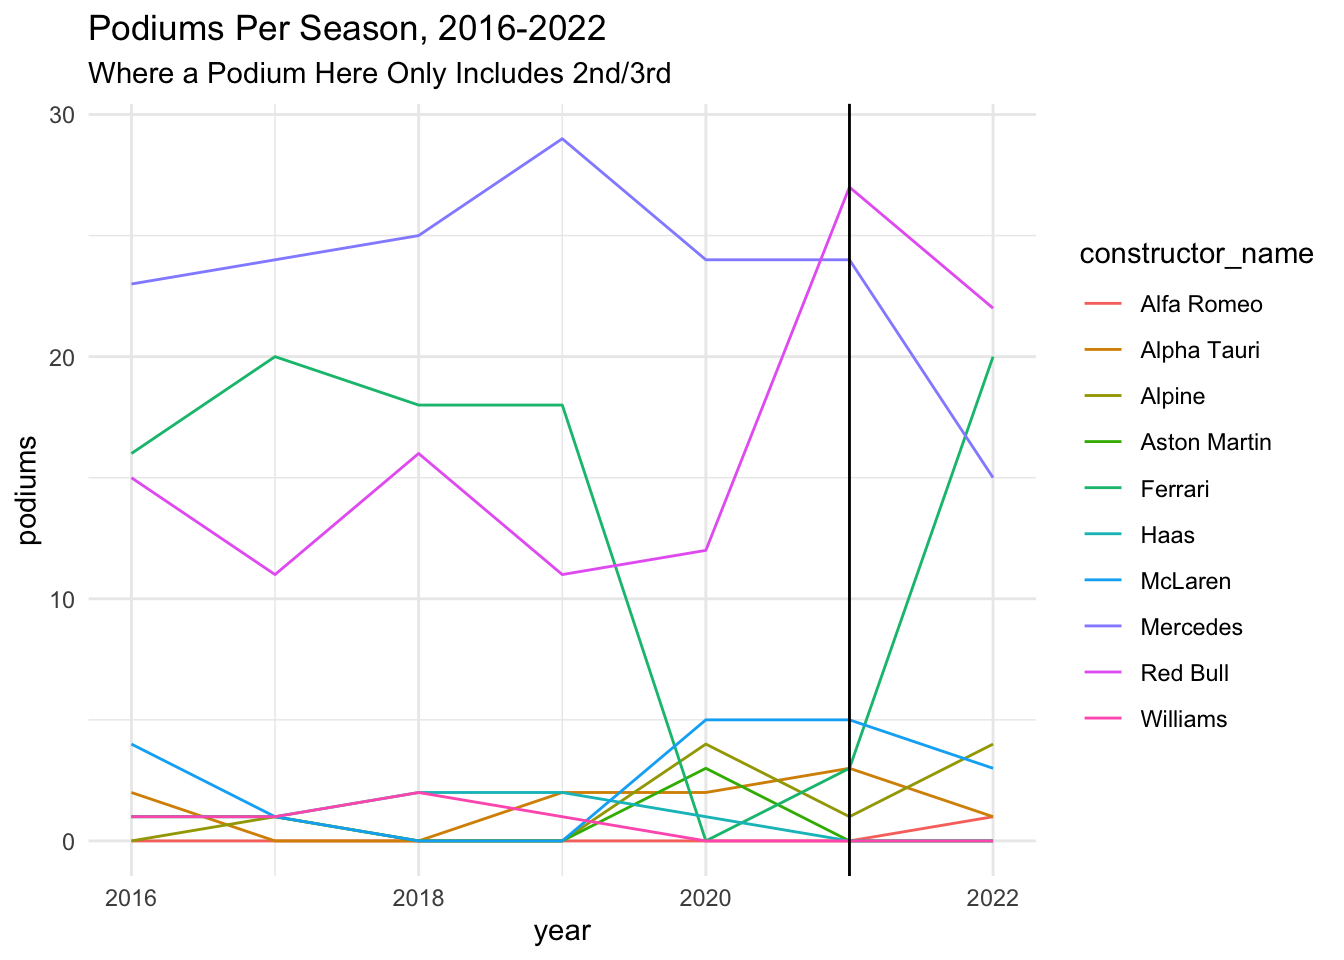 Podiums Per Season, 2016-2022
Where a Podium Here Only Includes 2nd/3rd
30
20
10
0
podiums
2016
2018
2020
2022
year
constructor_name
Alfa Romeo
Alpha Tauri
Alpine
Aston Martin
Ferrari
Haas
McLaren
Mercedes
Red Bull
Williams